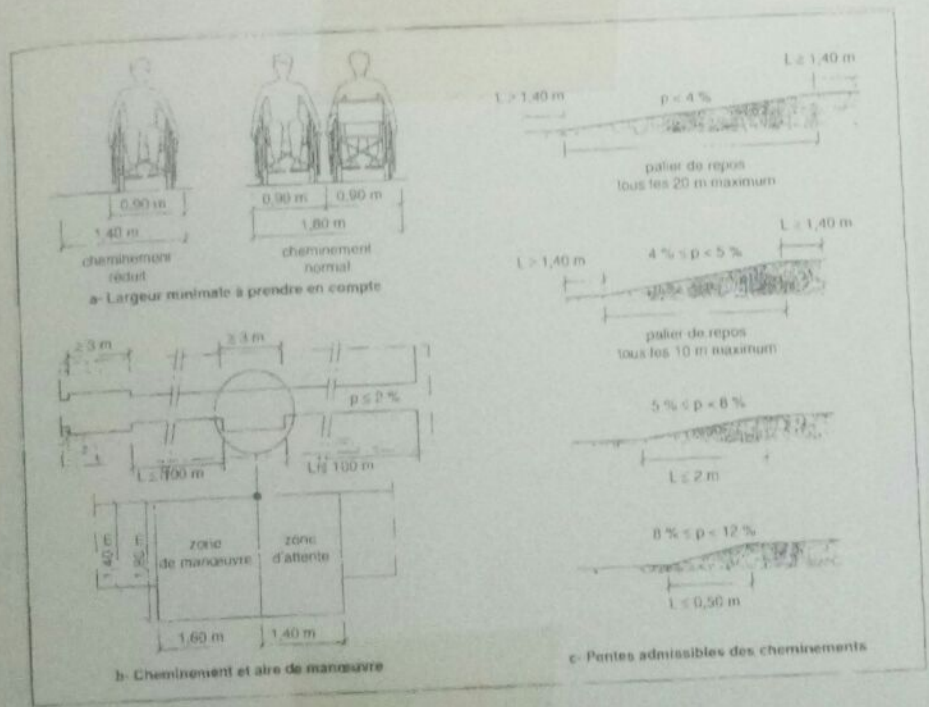 0,90 m
1,40 m
cheminement
réduit
0,90 m
0,90 m
1,80 m
cheminement
normal
a- Largeur minimale à prendre en compte
≥ 3 m
≥ 3 m
L ≤ 100 m
100 m
1,40 m
zone
de manœuvre
zone
d'attente
1,60 m
1,40 m
b- Cheminement et aire de manœuvre
L ≥ 1,40 m
L > 1,40 m
p < 4 %
palier de repos
tous les 20 m maximum
L ≥ 1,40 m
L > 1,40 m
4 % ≤ p < 5 %
palier de repos
tous les 10 m maximum
5 % ≤ p < 8 %
L ≤ 2 m
8 % ≤ p < 12 %
L ≤ 0,50 m
c- Pentes admissibles des cheminements